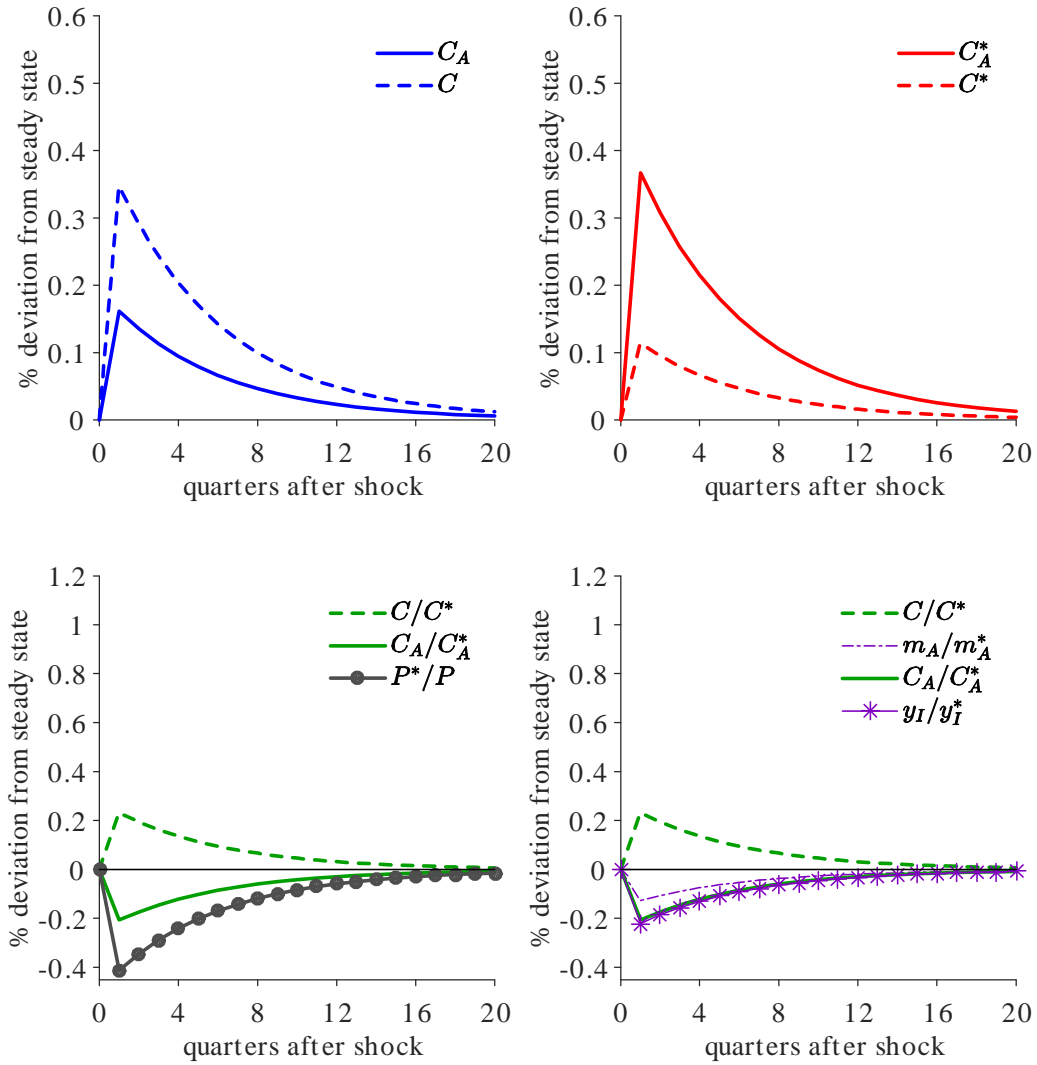 % deviation from steady state
0.6
0.5
0.4
0.3
0.2
0.1
0
C_A
C
0 4 8 12 16 20
quarters after shock
% deviation from steady state
0.6
0.5
0.4
0.3
0.2
0.1
0
C_A^*
C^*
0 4 8 12 16 20
quarters after shock
% deviation from steady state
1.2
1
0.8
0.6
0.4
0.2
0
-0.2
-0.4
C/C^*
C_A/C_A^*
P^*/P
0 4 8 12 16 20
quarters after shock
% deviation from steady state
1.2
1
0.8
0.6
0.4
0.2
0
-0.2
-0.4
C/C^*
m_A/m_A^*
C_A/C_A^*
y_I/y_I^*
0 4 8 12 16 20
quarters after shock